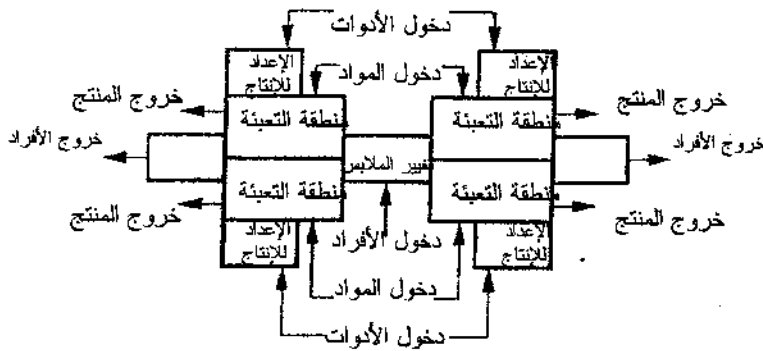 دخول الأدوات
الإعداد
للإنتاج
الإعداد
للإنتاج
دخول المواد
خروج المنتج
خروج المنتج
منطقة التعبئة
منطقة التعبئة
خروج الأفراد
تغيير الملابس
خروج الأفراد
منطقة التعبئة
منطقة التعبئة
خروج المنتج
خروج المنتج
الإعداد
للإنتاج
دخول الأفراد
الإعداد
للإنتاج
دخول المواد
دخول الأدوات